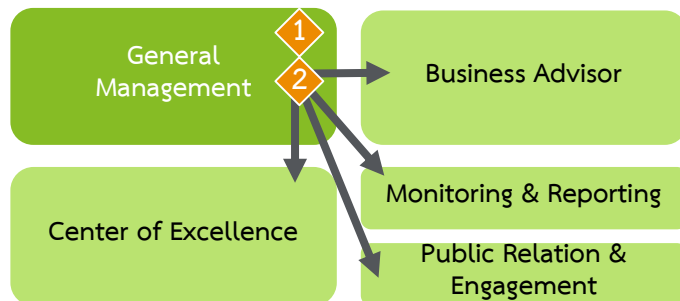 1
General
Management
2
Business Advisor
Center of Excellence
Monitoring & Reporting
Public Relation &
Engagement